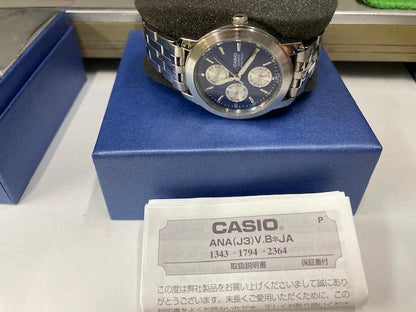 CASIO
CASIO®
P
ANA(J3)V.B※JA
1343・1794・2364
取扱説明書
保証書付
この度は弊社製品をお買い上げくださいまして誠にあり
がとうございます。末長くご愛用いただくために、この